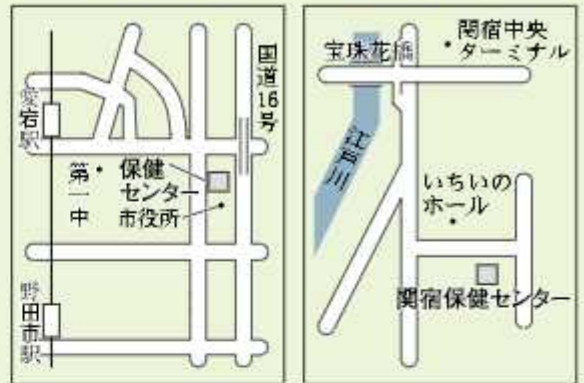 国道16号
愛宕駅
第一中
保健
センター
市役所
野田市駅
関宿中央
ターミナル
宝珠花橋
江戸川
いちいの
ホール
関宿保健センター